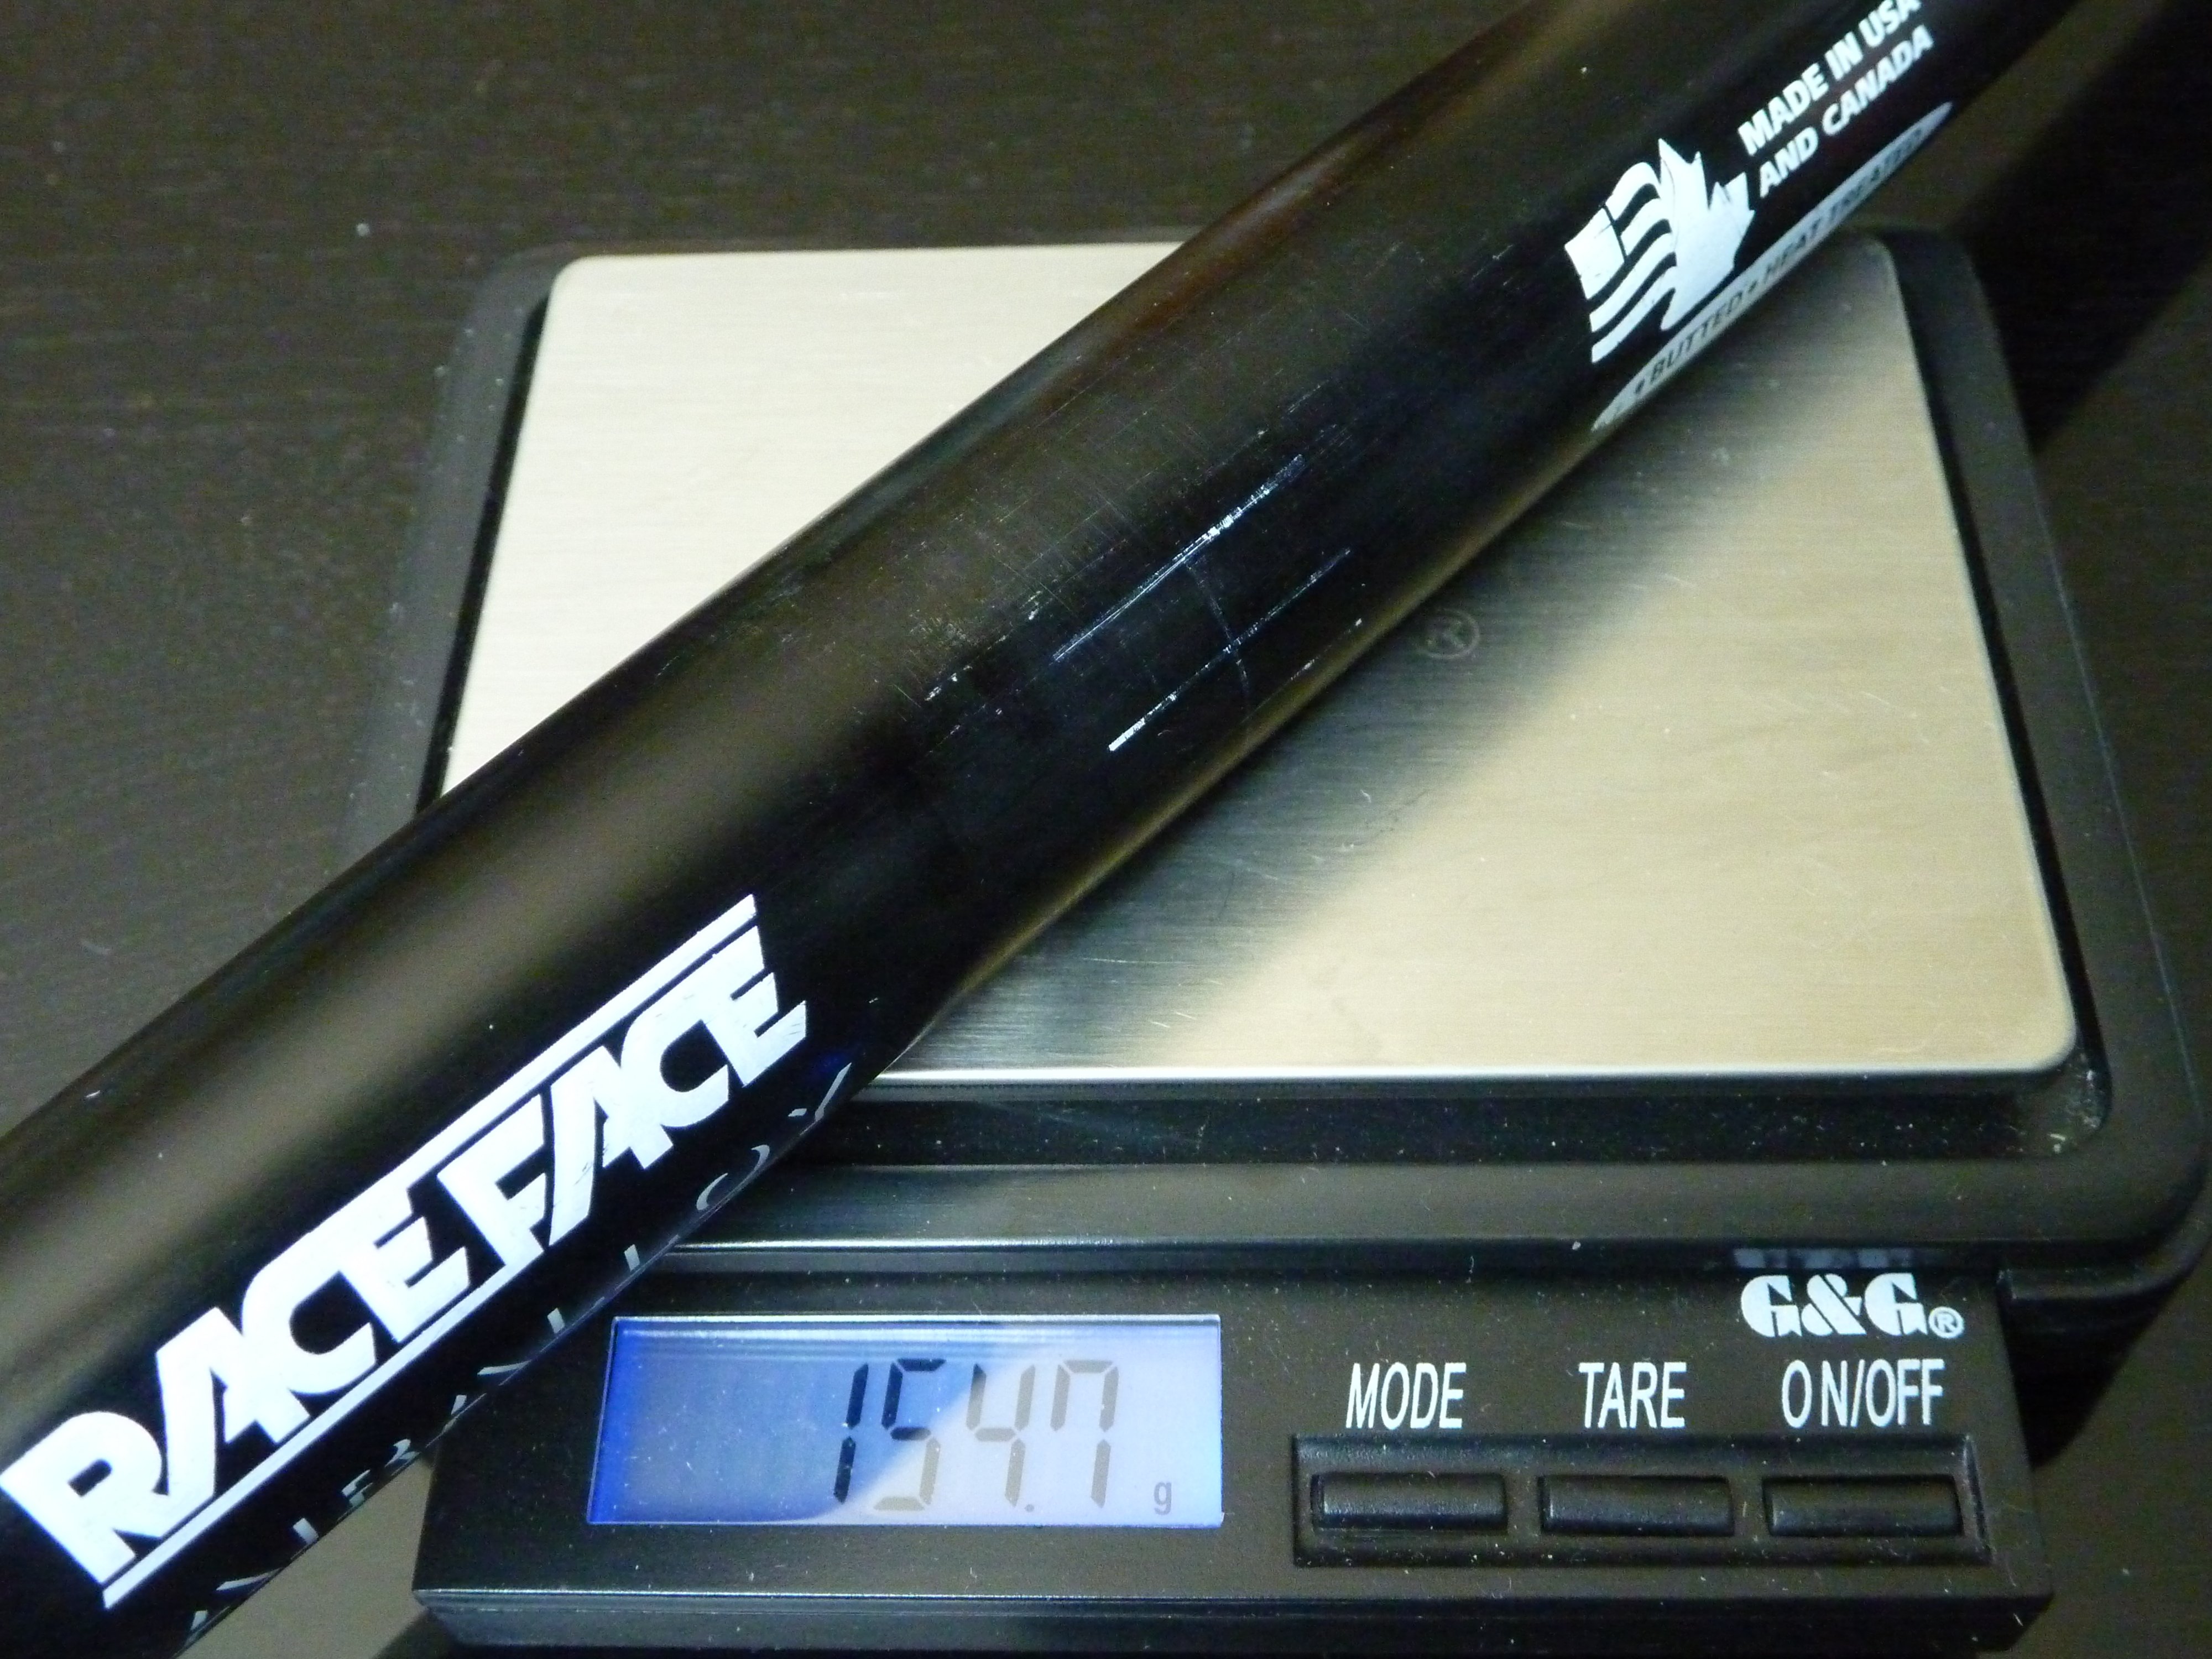 MADE IN USA
AND CANADA
• BUTTED • HEAT TREATED
RACE FACE
154.7 g
G&G®
MODE TARE ON/OFF
®